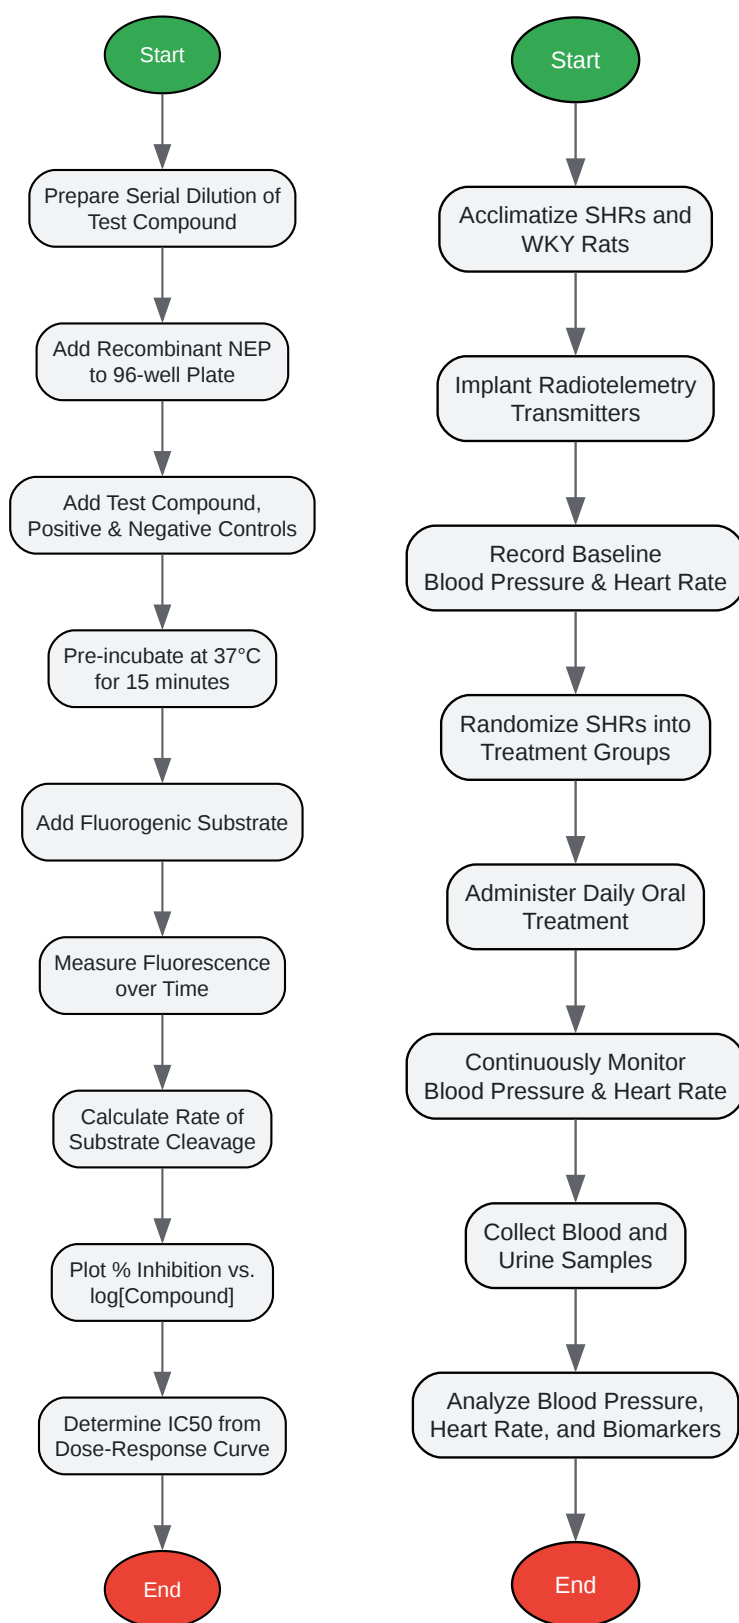 Start
Prepare Serial Dilution of
Test Compound
Add Recombinant NEP
to 96-well Plate
Add Test Compound,
Positive & Negative Controls
Pre-incubate at 37°C
for 15 minutes
Add Fluorogenic Substrate
Measure Fluorescence
over Time
Calculate Rate of
Substrate Cleavage
Plot % Inhibition vs.
log[Compound]
Determine IC50 from
Dose-Response Curve
End
Start
Acclimatize SHRs and
WKY Rats
Implant Radiotelemetry
Transmitters
Record Baseline
Blood Pressure & Heart Rate
Randomize SHRs into
Treatment Groups
Administer Daily Oral
Treatment
Continuously Monitor
Blood Pressure & Heart Rate
Collect Blood and
Urine Samples
Analyze Blood Pressure,
Heart Rate, and Biomarkers
End